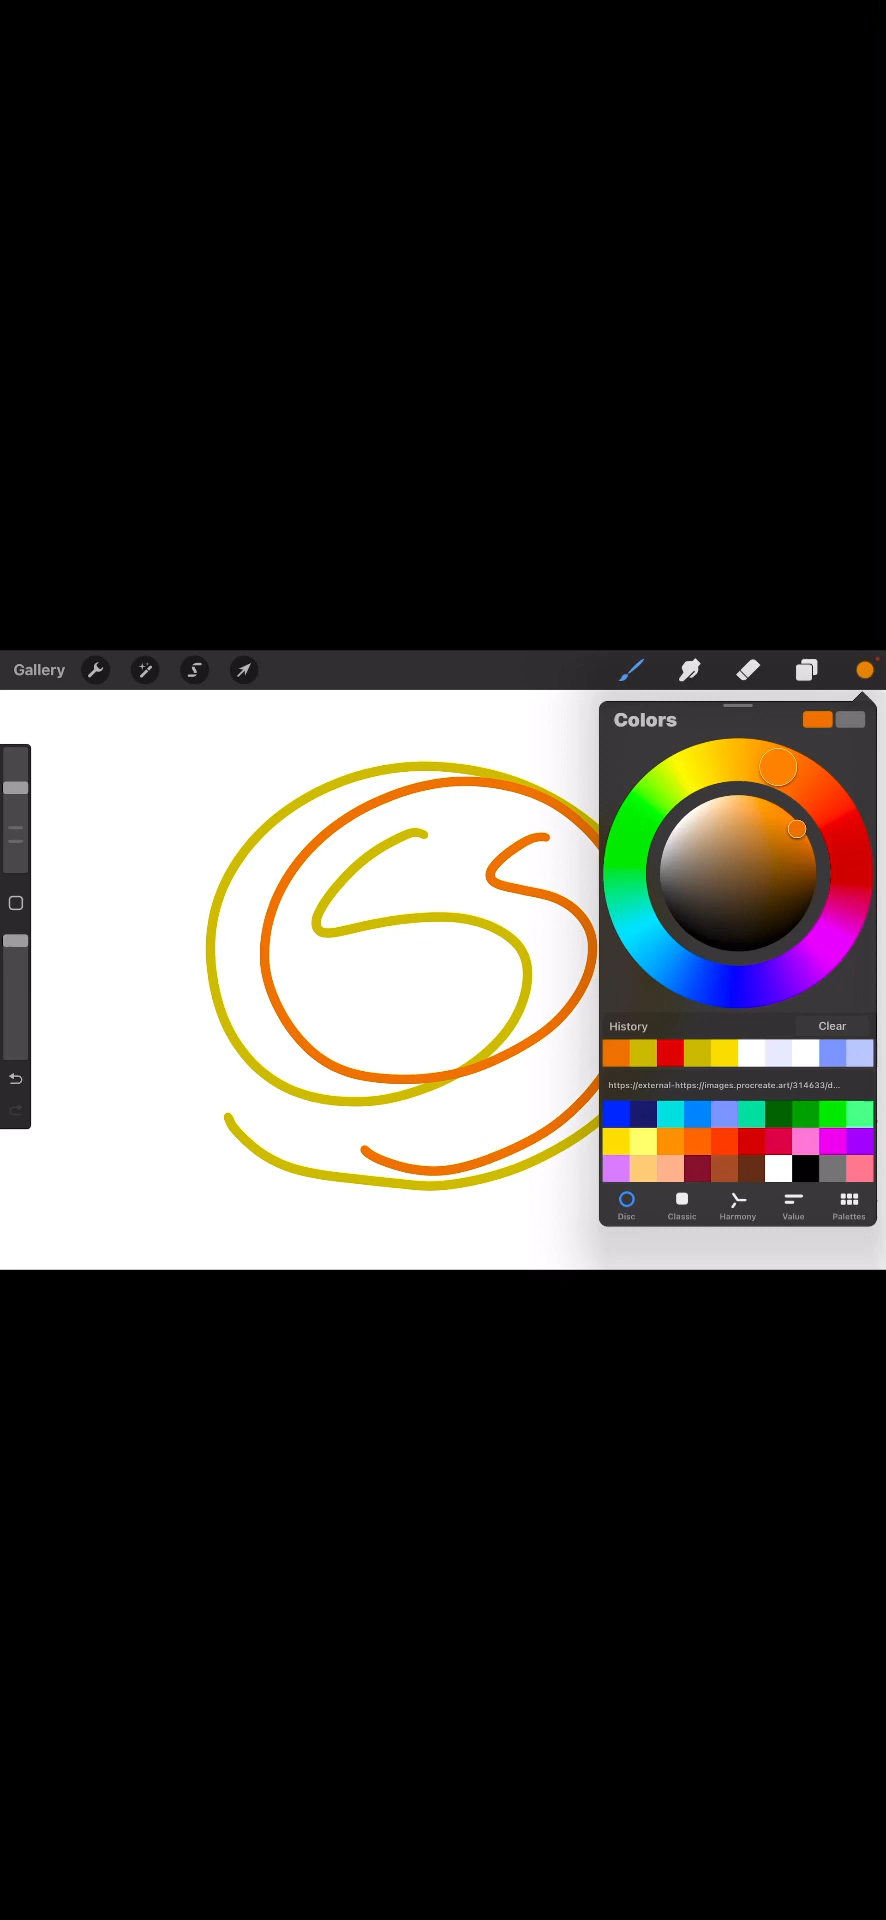 Gallery
Colors
History
Clear
https://external-https://images.procreate.art/314633/d...
Disc
Classic
Harmony
Value
Palettes